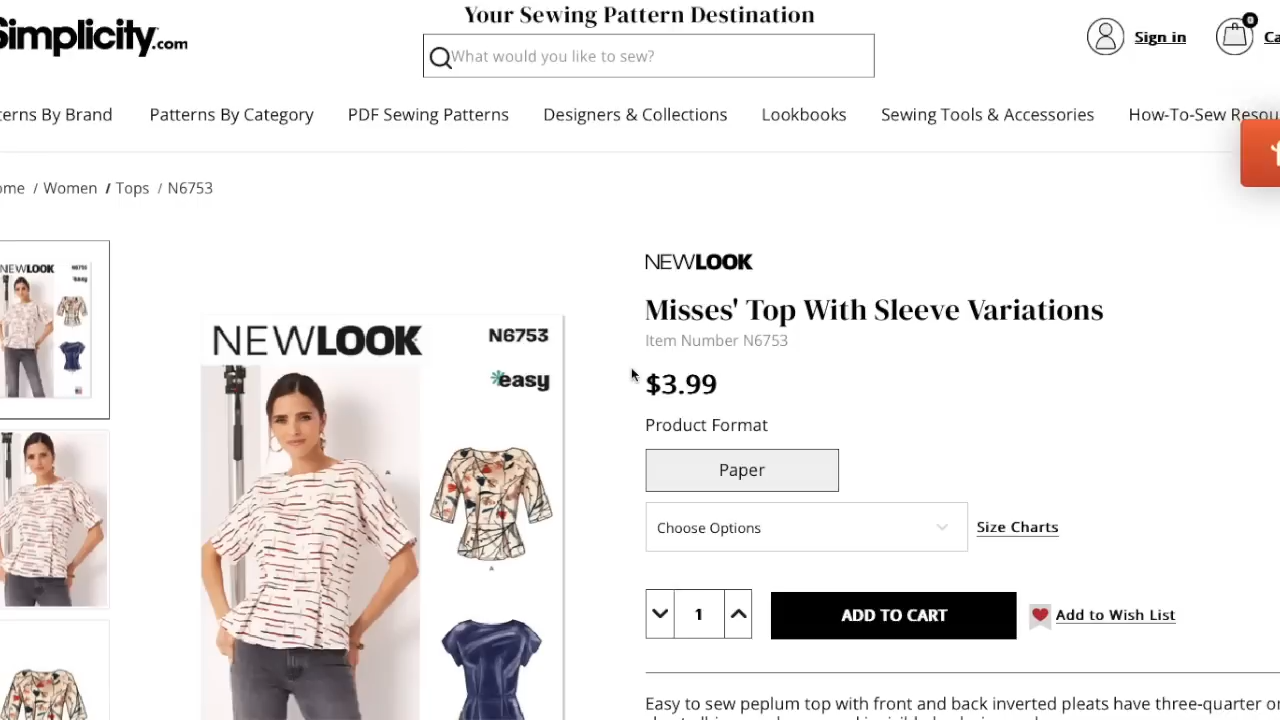 Your Sewing Pattern Destination
Simplicity.com
What would you like to sew?
0
Sign in
Ca
terns By Brand
Patterns By Category
PDF Sewing Patterns
Designers & Collections
Lookbooks
Sewing Tools & Accessories
How-To-Sew Resou
ome / Women / Tops / N6753
NEWLOOK
N6753
easy
NEWLOOK
N6753
easy
A
A
NEWLOOK
Misses' Top With Sleeve Variations
Item Number N6753
$3.99
Product Format
Paper
Choose Options
Size Charts
1
ADD TO CART
Add to Wish List
Easy to sew peplum top with front and back inverted pleats have three-quarter or